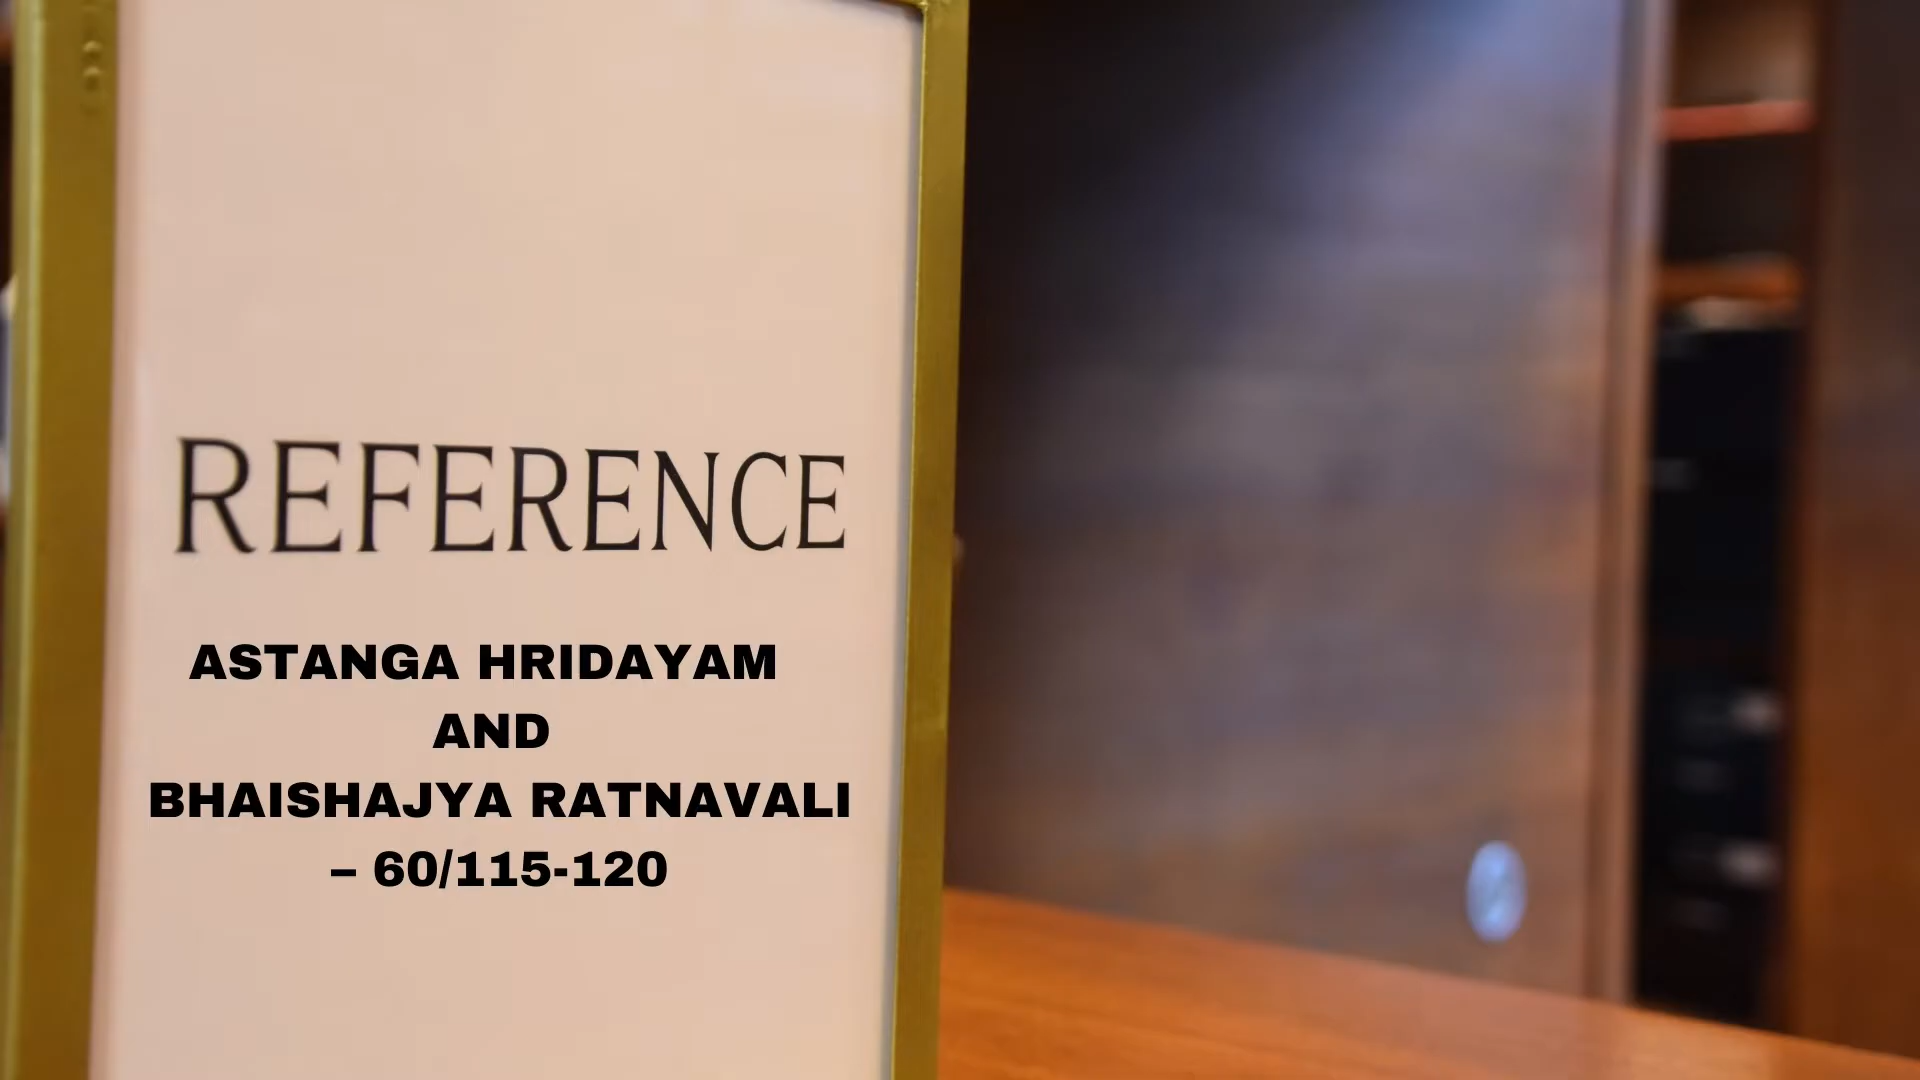 REFERENCE
ASTANGA HRIDAYAM
AND
BHAISHAJYA RATNAVALI
– 60/115-120